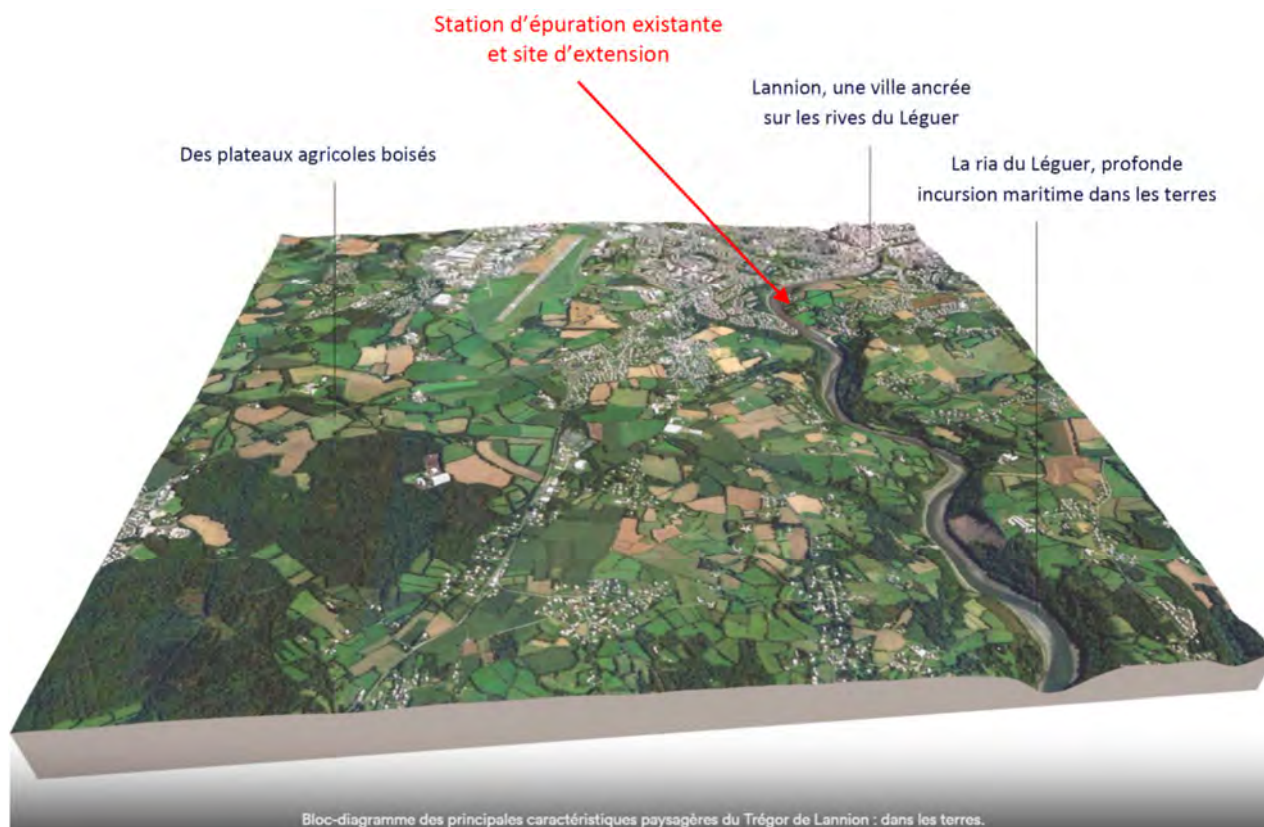 Station d’épuration existante
et site d’extension
Lannion, une ville ancrée
sur les rives du Léguer
Des plateaux agricoles boisés
La ria du Léguer, profonde
incursion maritime dans les terres
Bloc-diagramme des principales caractéristiques paysagères du Trégor de Lannion : dans les terres.